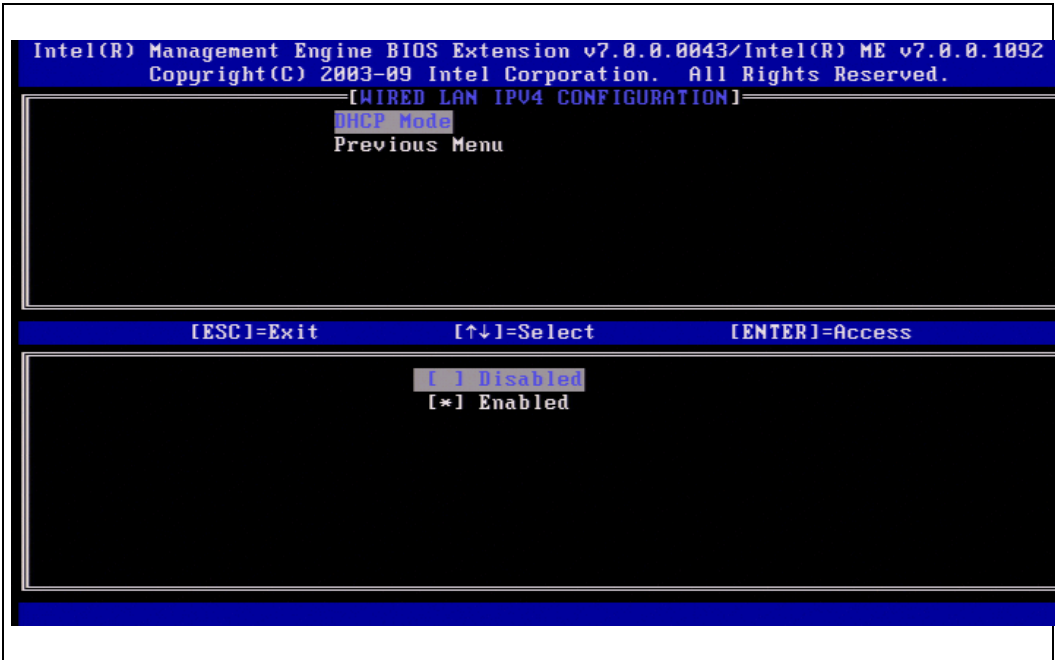 Intel(R) Management Engine BIOS Extension v7.0.0.0043/Intel(R) ME v7.0.0.1092
Copyright(C) 2003-09 Intel Corporation. All Rights Reserved.
[WIRED LAN IPV4 CONFIGURATION]
DHCP Mode
Previous Menu
[ESC]=Exit [↑↓]=Select [ENTER]=Access
[ ] Disabled
[*] Enabled